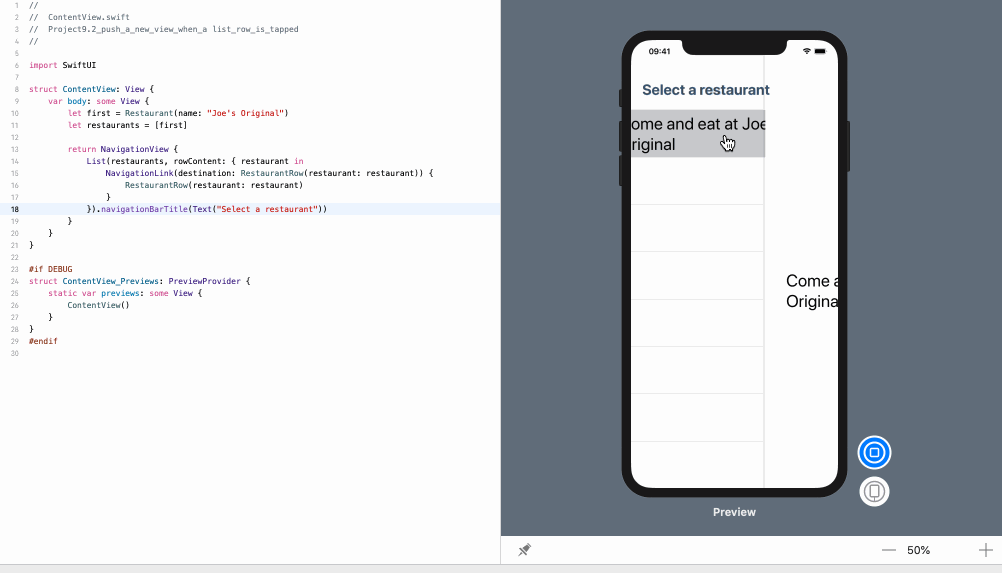 1 //
2 // ContentView.swift
3 // Project9.2_push_a_new_view_when_a list_row_is_tapped
4 //
5
6 import SwiftUI
7
8 struct ContentView: View {
9 var body: some View {
10 let first = Restaurant(name: "Joe's Original")
11 let restaurants = [first]
12
13 return NavigationView {
14 List(restaurants, rowContent: { restaurant in
15 NavigationLink(destination: RestaurantRow(restaurant: restaurant)) {
16 RestaurantRow(restaurant: restaurant)
17 }
18 }).navigationBarTitle(Text("Select a restaurant"))
19 }
20 }
21 }
22
23 #if DEBUG
24 struct ContentView_Previews: PreviewProvider {
25 static var previews: some View {
26 ContentView()
27 }
28 }
29 #endif
30
09:41
Select a restaurant
ome and eat at Joe
riginal
Come a
Origina
Preview
50%